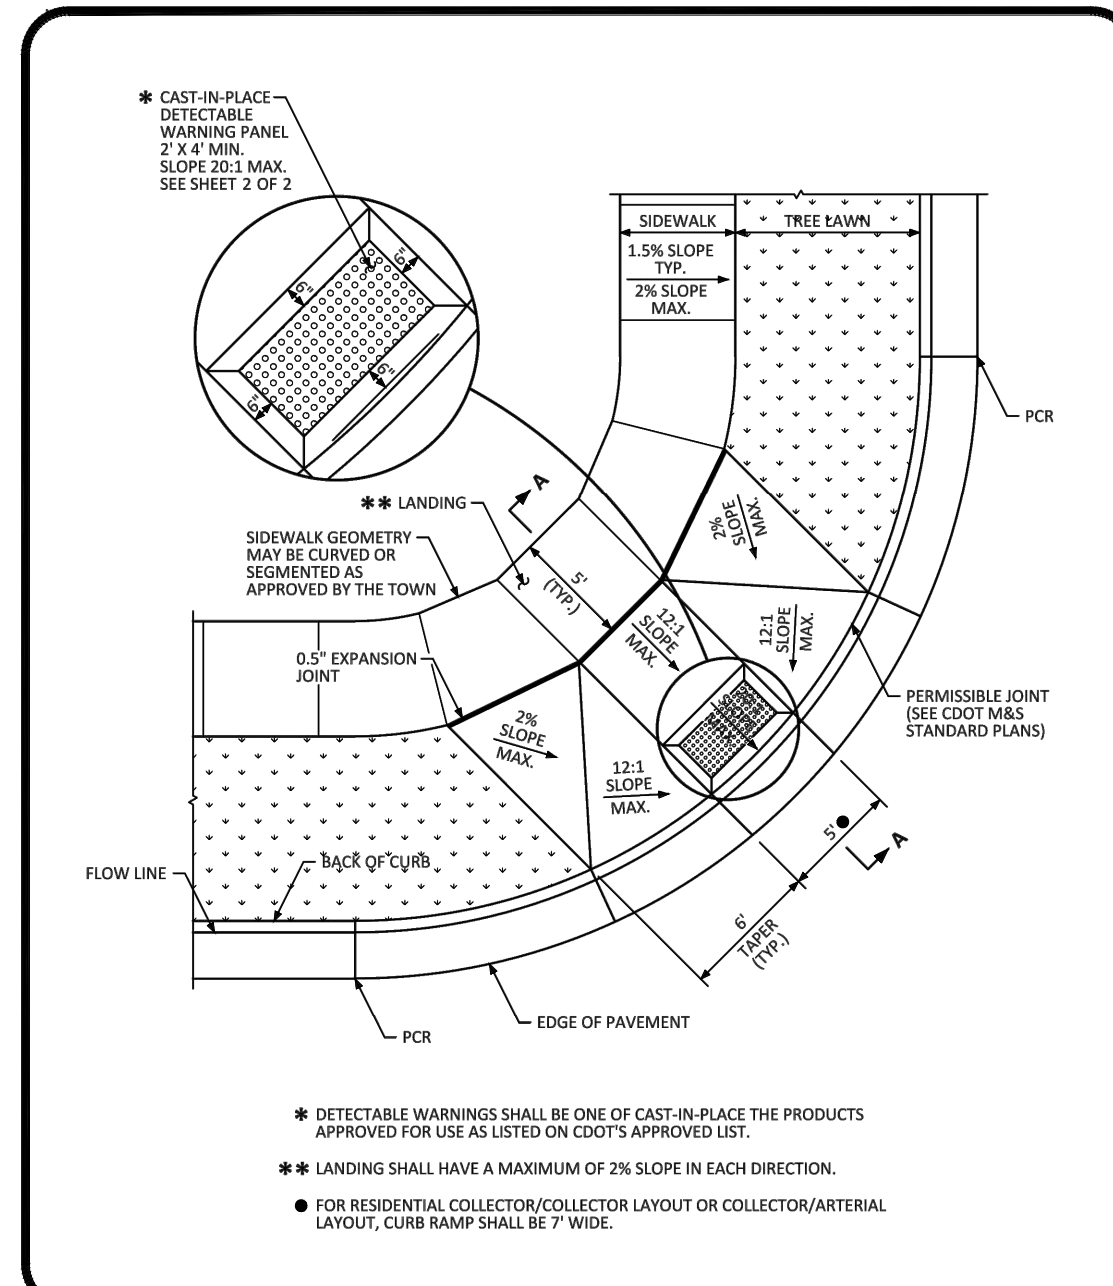 * CAST-IN-PLACE
DETECTABLE
WARNING PANEL
2' X 4' MIN.
SLOPE 20:1 MAX.
SEE SHEET 2 OF 2
6"
6"
6"
6"
SIDEWALK
TREE LAWN
1.5% SLOPE
TYP.
2% SLOPE
MAX.
PCR
** LANDING
A
SIDEWALK GEOMETRY
MAY BE CURVED OR
SEGMENTED AS
APPROVED BY THE TOWN
5'
(TYP.)
2%
SLOPE
MAX.
12:1
SLOPE
MAX.
12:1
SLOPE
MAX.
0.5" EXPANSION
JOINT
PERMISSIBLE JOINT
(SEE CDOT M&S
STANDARD PLANS)
2%
SLOPE
MAX.
12:1
SLOPE
MAX.
5' ●
A
FLOW LINE
BACK OF CURB
6'
TAPER
(TYP.)
EDGE OF PAVEMENT
PCR
* DETECTABLE WARNINGS SHALL BE ONE OF CAST-IN-PLACE THE PRODUCTS
APPROVED FOR USE AS LISTED ON CDOT'S APPROVED LIST.
** LANDING SHALL HAVE A MAXIMUM OF 2% SLOPE IN EACH DIRECTION.
● FOR RESIDENTIAL COLLECTOR/COLLECTOR LAYOUT OR COLLECTOR/ARTERIAL
LAYOUT, CURB RAMP SHALL BE 7' WIDE.